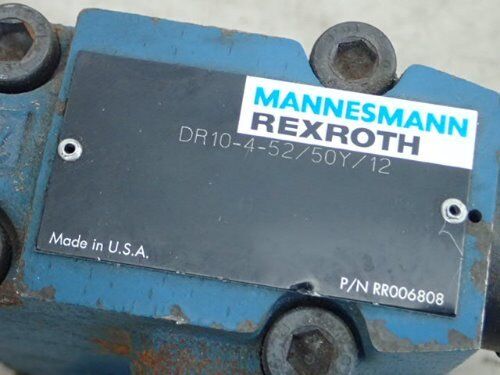 MANNESMANN
REXROTH
DR10-4-52/50Y/12
Made in U.S.A.
P/N RR006808